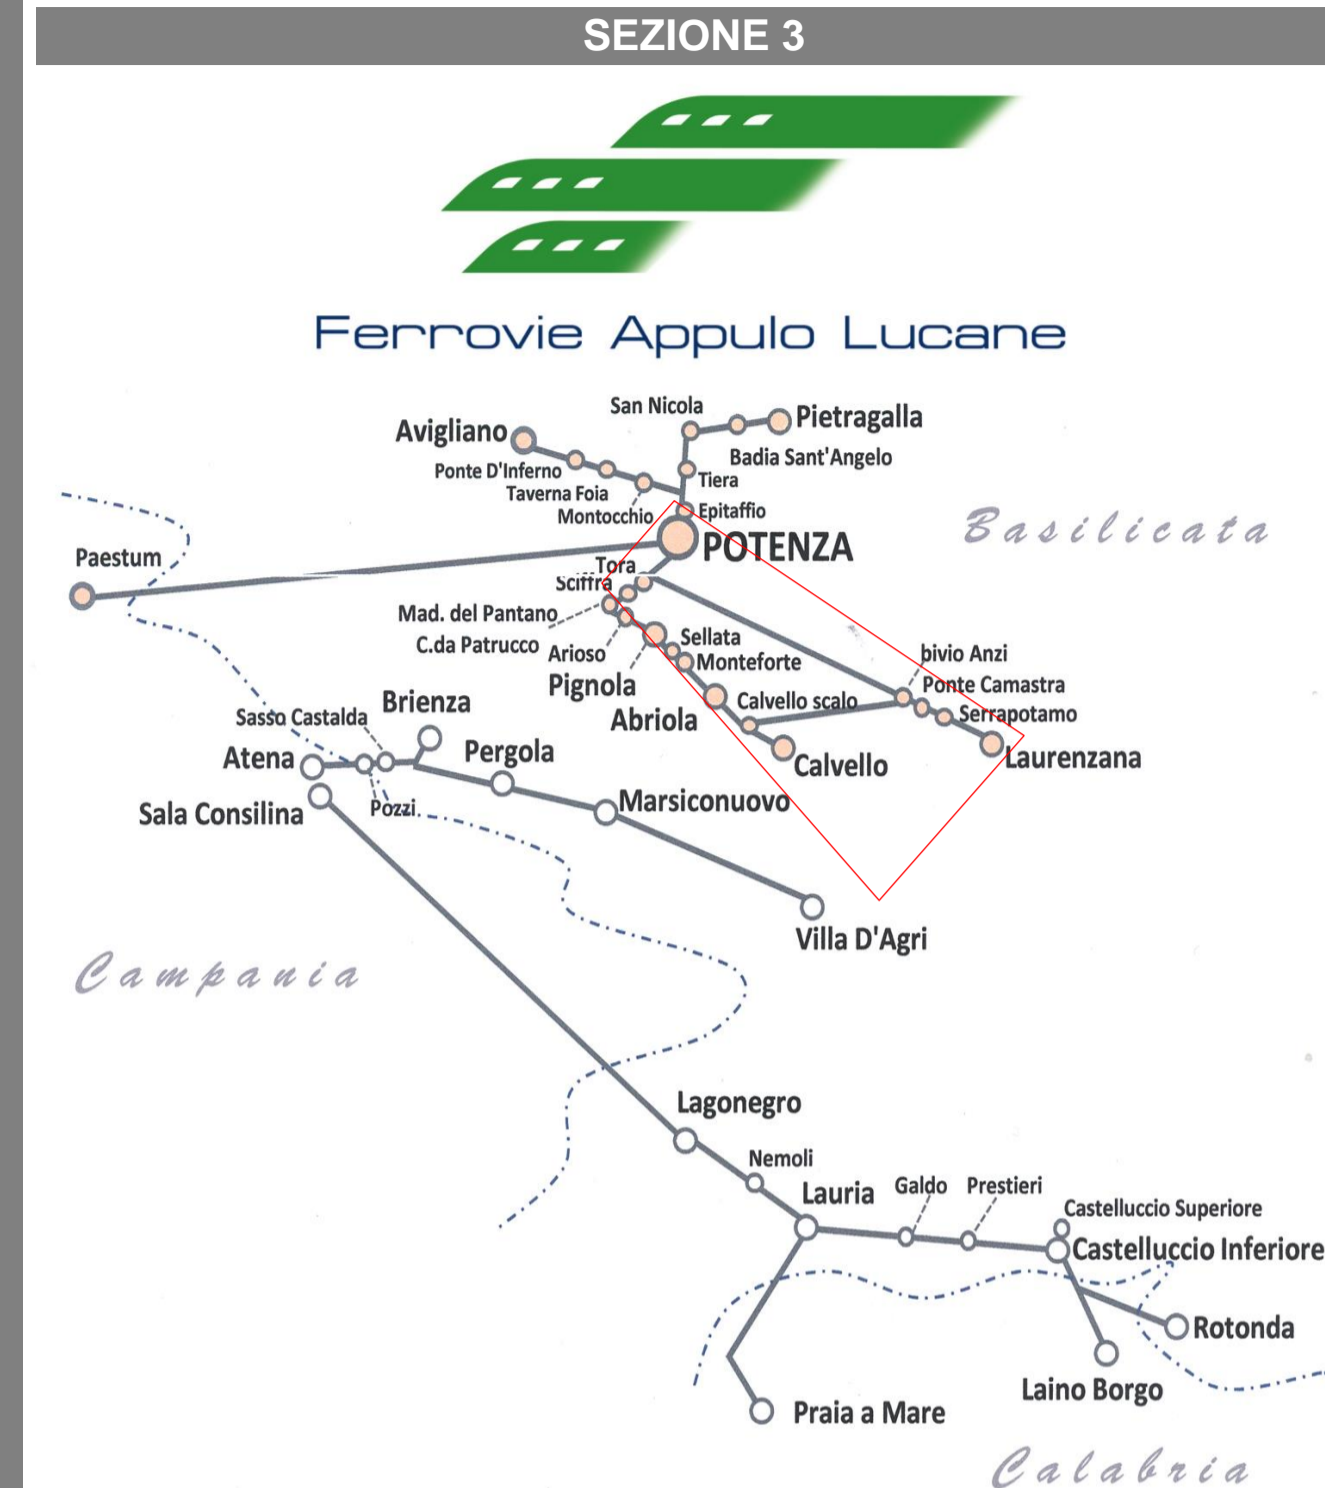 SEZIONE 3
Ferrovie Appulo Lucane
San Nicola
Pietragalla
Avigliano
Badia Sant'Angelo
Ponte D'Inferno
Tiera
Taverna Foia
Montocchio
Epitaffio
Basilicata
POTENZA
Paestum
Tora
Sciffra
Mad. del Pantano
C.da Patrucco
Sellata
Arioso
Monteforte
bivio Anzi
Pignola
Ponte Camastra
Brienza
Calvello scalo
Serrapotamo
Sasso Castalda
Abriola
Atena
Pergola
Calvello
Laurenzana
Sala Consilina
Pozzi
Marsiconuovo
Villa D'Agri
Campania
Lagonegro
Nemoli
Lauria
Galdo
Prestieri
Castelluccio Superiore
Castelluccio Inferiore
Rotonda
Laino Borgo
Praia a Mare
Calabria